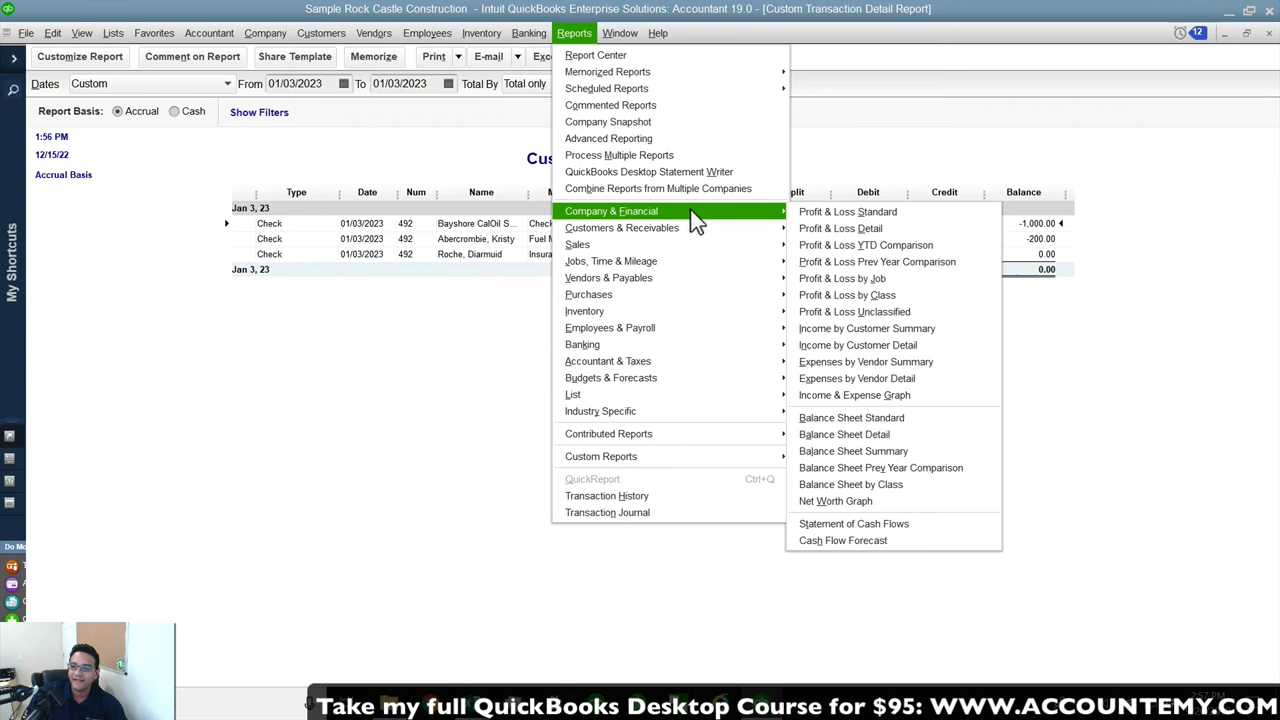 Sample Rock Castle Construction - Intuit QuickBooks Enterprise Solutions: Accountant 19.0 - [Custom Transaction Detail Report]
File Edit View Lists Favorites Accountant Company Customers Vendors Employees Inventory Banking Reports Window Help 12
Customize Report Comment on Report Share Template Memorize Print E-mail
Dates Custom From 01/03/2023 To 01/03/2023 Total By Total only
Report Basis: Accrual Cash Show Filters
1:56 PM
12/15/22
Accrual Basis
Type Date Num Name Debit Credit Balance
Jan 3, 23
Check 01/03/2023 492 Bayshore CalOil S... -1,000.00
Check 01/03/2023 492 Abercrombie, Kristy -200.00
Check 01/03/2023 492 Roche, Diarmuid 0.00
Jan 3, 23 0.00
My Shortcuts
Report Center
Memorized Reports
Scheduled Reports
Commented Reports
Company Snapshot
Advanced Reporting
Process Multiple Reports
QuickBooks Desktop Statement Writer
Combine Reports from Multiple Companies
Company & Financial
Customers & Receivables
Sales
Jobs, Time & Mileage
Vendors & Payables
Purchases
Inventory
Employees & Payroll
Banking
Accountant & Taxes
Budgets & Forecasts
List
Industry Specific
Contributed Reports
Custom Reports
QuickReport Ctrl+Q
Transaction History
Transaction Journal
Profit & Loss Standard
Profit & Loss Detail
Profit & Loss YTD Comparison
Profit & Loss Prev Year Comparison
Profit & Loss by Job
Profit & Loss by Class
Profit & Loss Unclassified
Income by Customer Summary
Income by Customer Detail
Expenses by Vendor Summary
Expenses by Vendor Detail
Income & Expense Graph
Balance Sheet Standard
Balance Sheet Detail
Balance Sheet Summary
Balance Sheet Prev Year Comparison
Balance Sheet by Class
Net Worth Graph
Statement of Cash Flows
Cash Flow Forecast
Take my full QuickBooks Desktop Course for $95: WWW.ACCOUNTEMY.COM